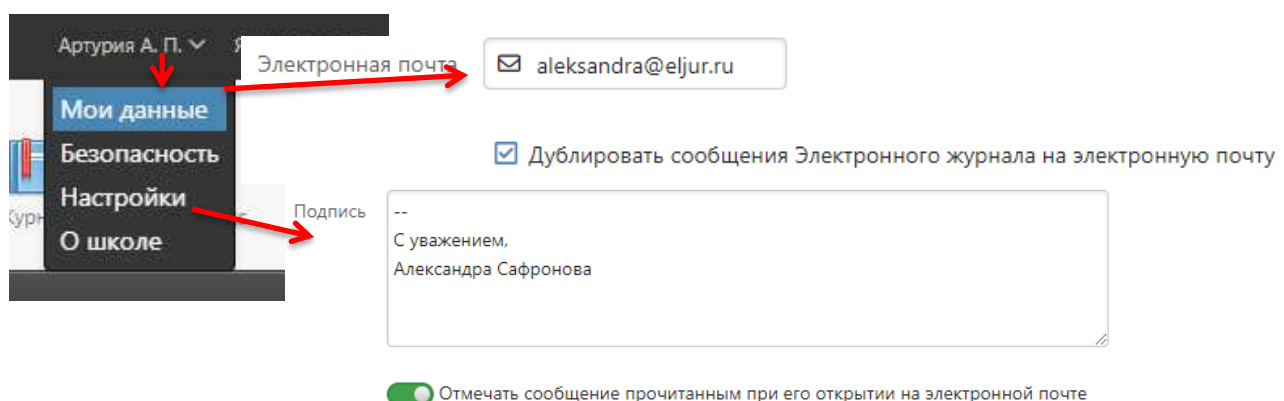 Артурия А. П.
Электронная почта
aleksandra@eljur.ru
Мои данные
Безопасность
Настройки
О школе
Дублировать сообщения Электронного журнала на электронную почту
Подпись
--
С уважением,
Александра Сафронова
Отмечать сообщение прочитанным при его открытии на электронной почте